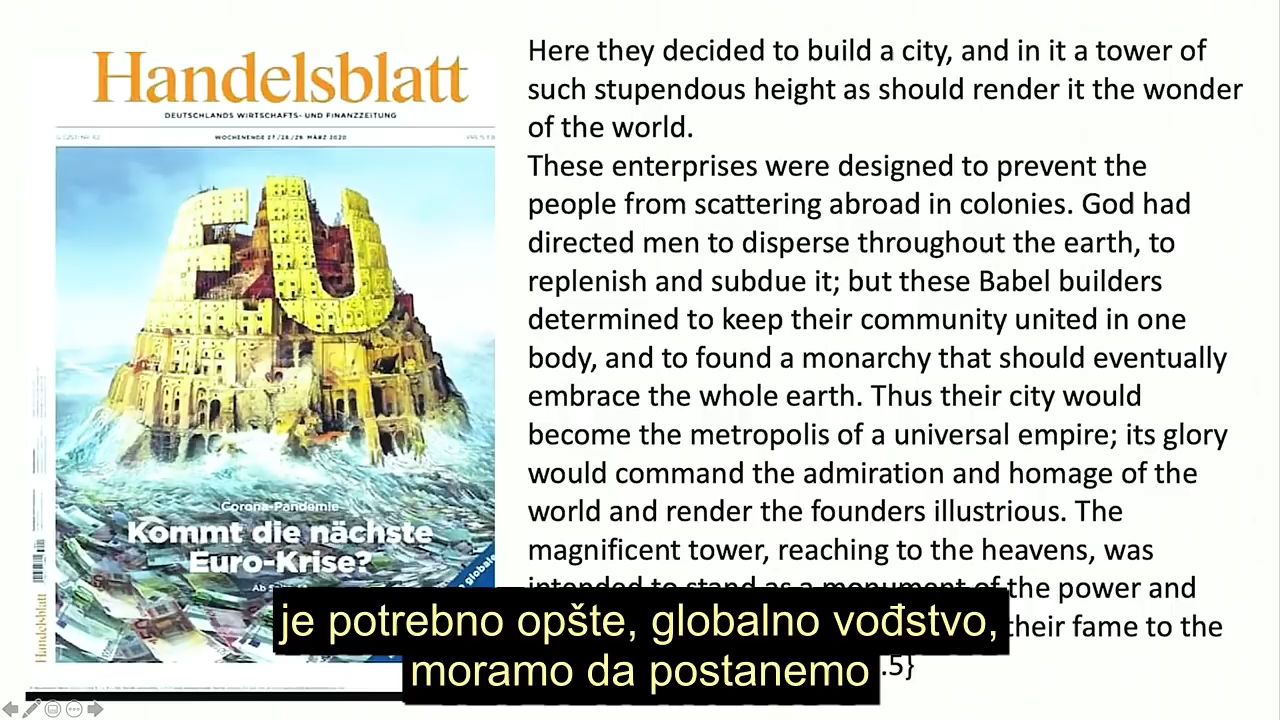 Handelsblatt
DEUTSCHLANDS WIRTSCHAFTS- UND FINANZZEITUNG
WOCHENENDE 27./28./29. MÄRZ 2020
Corona-Pandemie
Kommt die nächste
Euro-Krise?
Handelsblatt
Here they decided to build a city, and in it a tower of
such stupendous height as should render it the wonder
of the world.
These enterprises were designed to prevent the
people from scattering abroad in colonies. God had
directed men to disperse throughout the earth, to
replenish and subdue it; but these Babel builders
determined to keep their community united in one
body, and to found a monarchy that should eventually
embrace the whole earth. Thus their city would
become the metropolis of a universal empire; its glory
would command the admiration and homage of the
world and render the founders illustrious. The
magnificent tower, reaching to the heavens, was
intended to stand as a monument of the power and
their fame to the
.5}
je potrebno opšte, globalno vođstvo,
moramo da postanemo